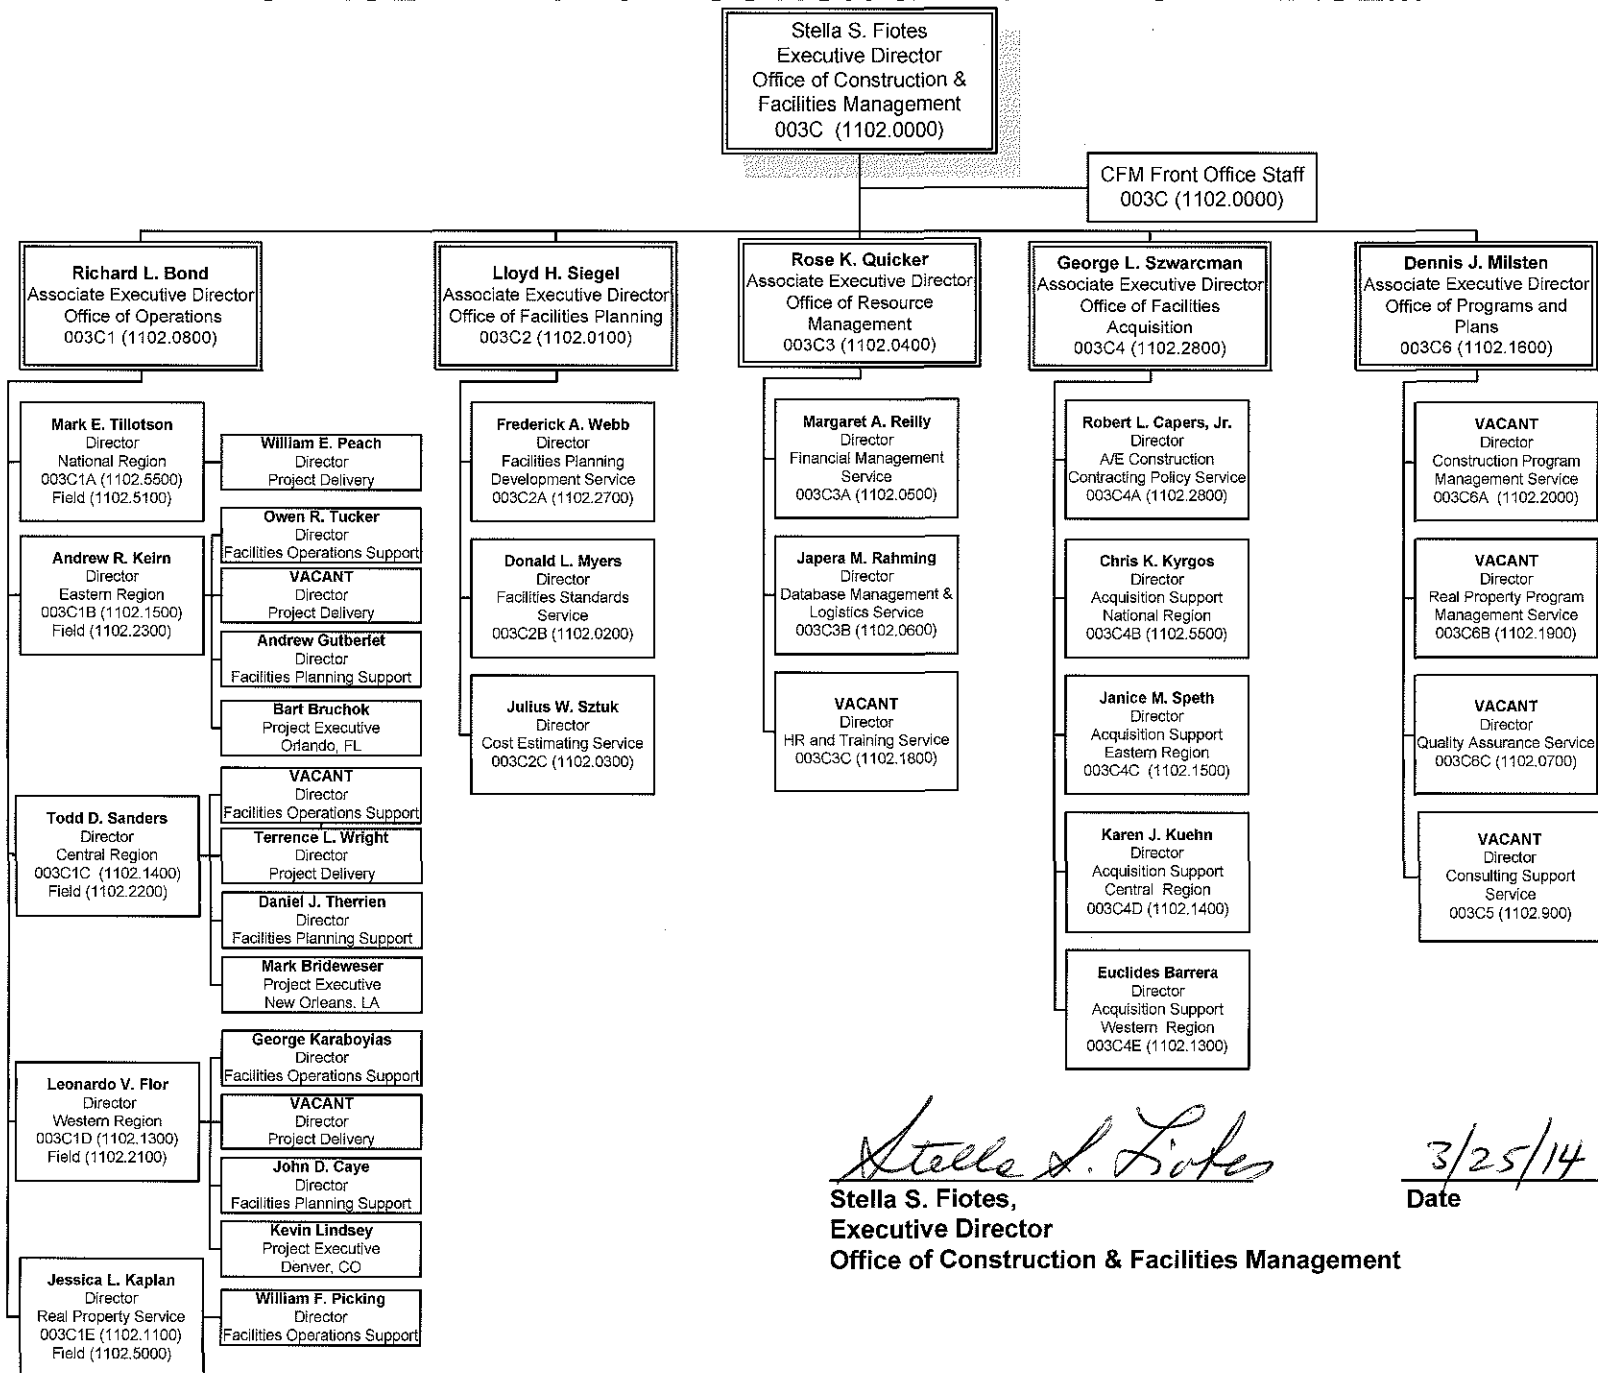 Stella S. Fiotes
Executive Director
Office of Construction &
Facilities Management
003C (1102.0000)
CFM Front Office Staff
003C (1102.0000)
Richard L. Bond
Associate Executive Director
Office of Operations
003C1 (1102.0800)
Lloyd H. Siegel
Associate Executive Director
Office of Facilities Planning
003C2 (1102.0100)
Rose K. Quicker
Associate Executive Director
Office of Resource
Management
003C3 (1102.0400)
George L. Szwarcman
Associate Executive Director
Office of Facilities
Acquisition
003C4 (1102.2800)
Dennis J. Milsten
Associate Executive Director
Office of Programs and
Plans
003C6 (1102.1600)
Mark E. Tillotson
Director
National Region
003C1A (1102.5500)
Field (1102.5100)
William E. Peach
Director
Project Delivery
Andrew R. Keirn
Director
Eastern Region
003C1B (1102.1500)
Field (1102.2300)
Owen R. Tucker
Director
Facilities Operations Support
VACANT
Director
Project Delivery
Andrew Gutberlet
Director
Facilities Planning Support
Bart Bruchok
Project Executive
Orlando, FL
Todd D. Sanders
Director
Central Region
003C1C (1102.1400)
Field (1102.2200)
VACANT
Director
Facilities Operations Support
Terrence L. Wright
Director
Project Delivery
Daniel J. Therrien
Director
Facilities Planning Support
Mark Brideweser
Project Executive
New Orleans, LA
Leonardo V. Flor
Director
Western Region
003C1D (1102.1300)
Field (1102.2100)
George Karaboyias
Director
Facilities Operations Support
VACANT
Director
Project Delivery
John D. Caye
Director
Facilities Planning Support
Kevin Lindsey
Project Executive
Denver, CO
Jessica L. Kaplan
Director
Real Property Service
003C1E (1102.1100)
Field (1102.5000)
William F. Picking
Director
Facilities Operations Support
Frederick A. Webb
Director
Facilities Planning
Development Service
003C2A (1102.2700)
Donald L. Myers
Director
Facilities Standards
Service
003C2B (1102.0200)
Julius W. Sztuk
Director
Cost Estimating Service
003C2C (1102.0300)
Margaret A. Reilly
Director
Financial Management
Service
003C3A (1102.0500)
Japera M. Rahming
Director
Database Management &
Logistics Service
003C3B (1102.0600)
VACANT
Director
HR and Training Service
003C3C (1102.1800)
Robert L. Capers, Jr.
Director
A/E Construction
Contracting Policy Service
003C4A (1102.2800)
Chris K. Kyrgos
Director
Acquisition Support
National Region
003C4B (1102.5500)
Janice M. Speth
Director
Acquisition Support
Eastern Region
003C4C (1102.1500)
Karen J. Kuehn
Director
Acquisition Support
Central Region
003C4D (1102.1400)
Euclides Barrera
Director
Acquisition Support
Western Region
003C4E (1102.1300)
VACANT
Director
Construction Program
Management Service
003C6A (1102.2000)
VACANT
Director
Real Property Program
Management Service
003C6B (1102.1900)
VACANT
Director
Quality Assurance Service
003C6C (1102.0700)
VACANT
Director
Consulting Support
Service
003C5 (1102.900)
Stella S. Fiotes
3/25/14
Stella S. Fiotes,
Executive Director
Office of Construction & Facilities Management
Date